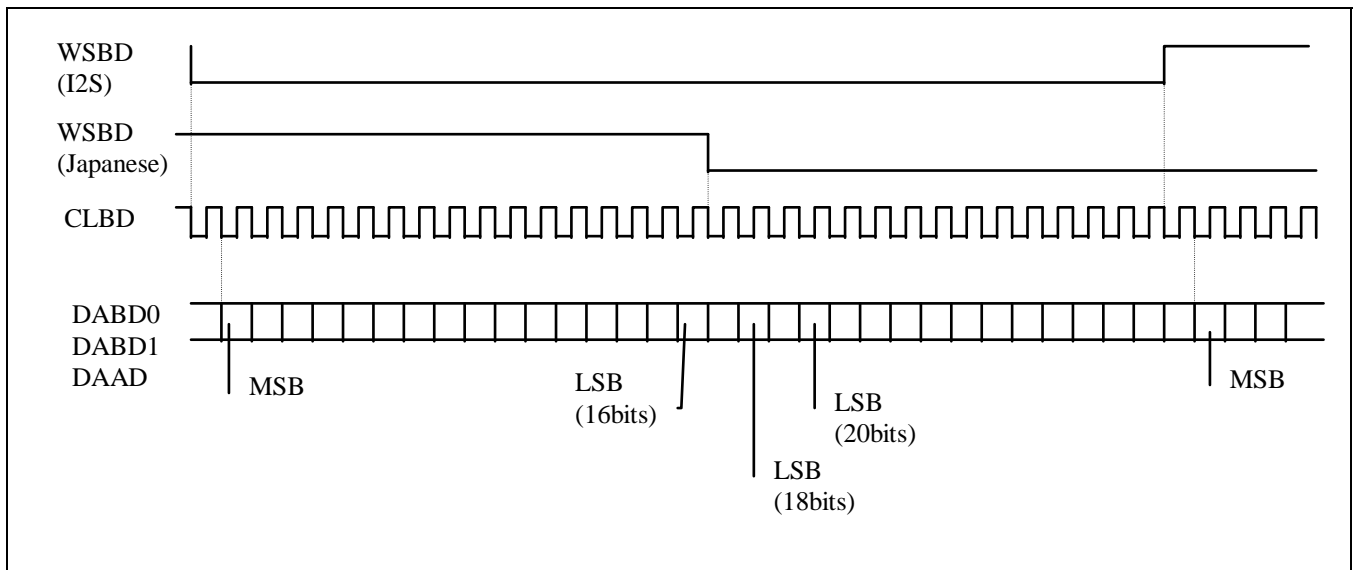 WSBD
(I2S)
WSBD
(Japanese)
CLBD
DABD0
DABD1
DAAD
MSB
LSB
(16bits)
LSB
(18bits)
LSB
(20bits)
MSB